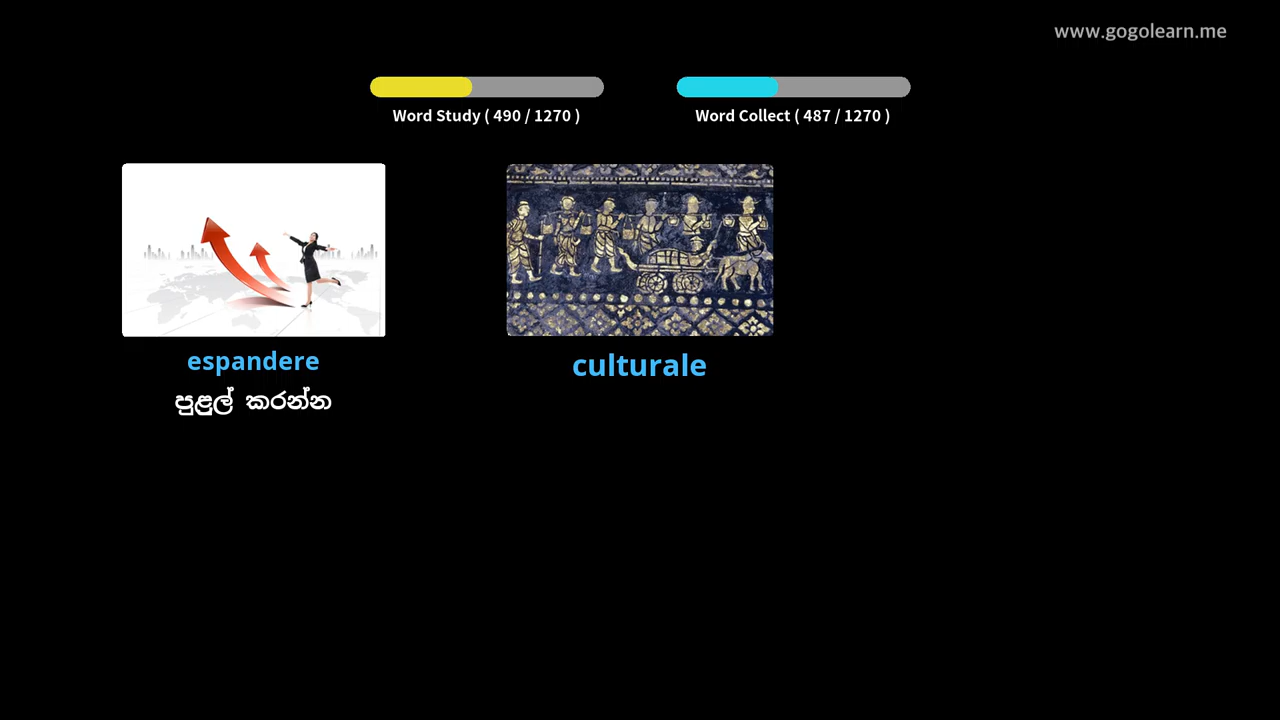 www.gogolearn.me
Word Study ( 490 / 1270 )
Word Collect ( 487 / 1270 )
espandere
පුළුල් කරන්න
culturale